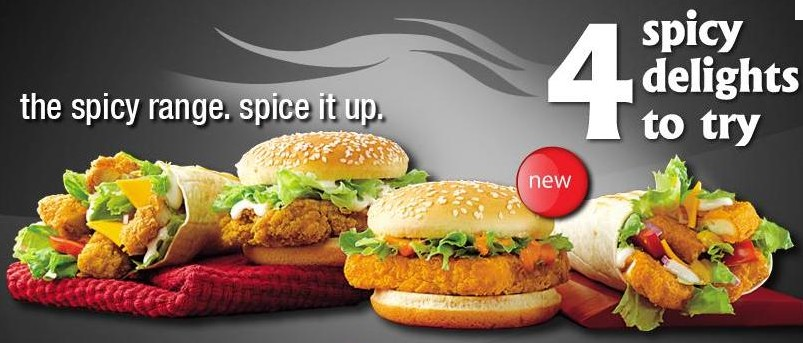 the spicy range. spice it up.
4 spicy
delights
to try
new